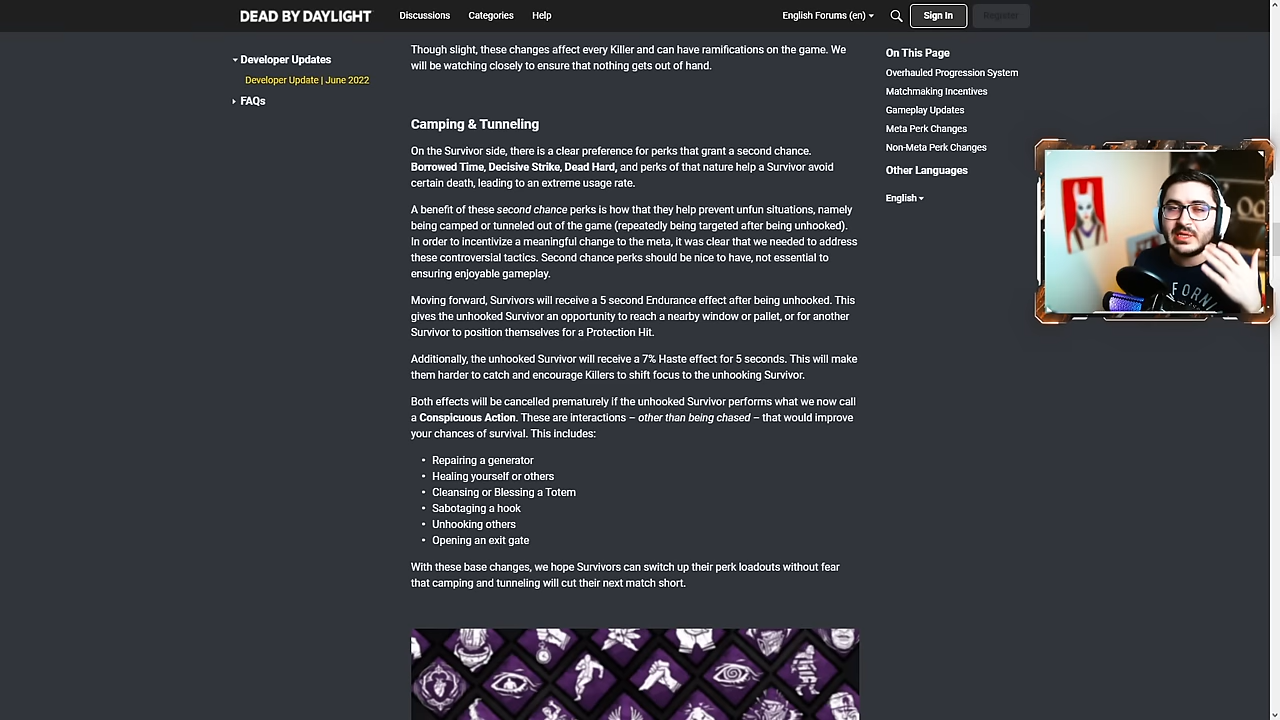 DEAD BY DAYLIGHT
Discussions
Categories
Help
English Forums (en)
Sign In
Register
Developer Updates
Developer Update | June 2022
FAQs
Though slight, these changes affect every Killer and can have ramifications on the game. We
will be watching closely to ensure that nothing gets out of hand.
Camping & Tunneling
On the Survivor side, there is a clear preference for perks that grant a second chance.
Borrowed Time, Decisive Strike, Dead Hard, and perks of that nature help a Survivor avoid
certain death, leading to an extreme usage rate.
A benefit of these second chance perks is how that they help prevent unfun situations, namely
being camped or tunneled out of the game (repeatedly being targeted after being unhooked).
In order to incentivize a meaningful change to the meta, it was clear that we needed to address
these controversial tactics. Second chance perks should be nice to have, not essential to
ensuring enjoyable gameplay.
Moving forward, Survivors will receive a 5 second Endurance effect after being unhooked. This
gives the unhooked Survivor an opportunity to reach a nearby window or pallet, or for another
Survivor to position themselves for a Protection Hit.
Additionally, the unhooked Survivor will receive a 7% Haste effect for 5 seconds. This will make
them harder to catch and encourage Killers to shift focus to the unhooking Survivor.
Both effects will be cancelled prematurely if the unhooked Survivor performs what we now call
a Conspicuous Action. These are interactions – other than being chased – that would improve
your chances of survival. This includes:
• Repairing a generator
• Healing yourself or others
• Cleansing or Blessing a Totem
• Sabotaging a hook
• Unhooking others
• Opening an exit gate
With these base changes, we hope Survivors can switch up their perk loadouts without fear
that camping and tunneling will cut their next match short.
On This Page
Overhauled Progression System
Matchmaking Incentives
Gameplay Updates
Meta Perk Changes
Non-Meta Perk Changes
Other Languages
English